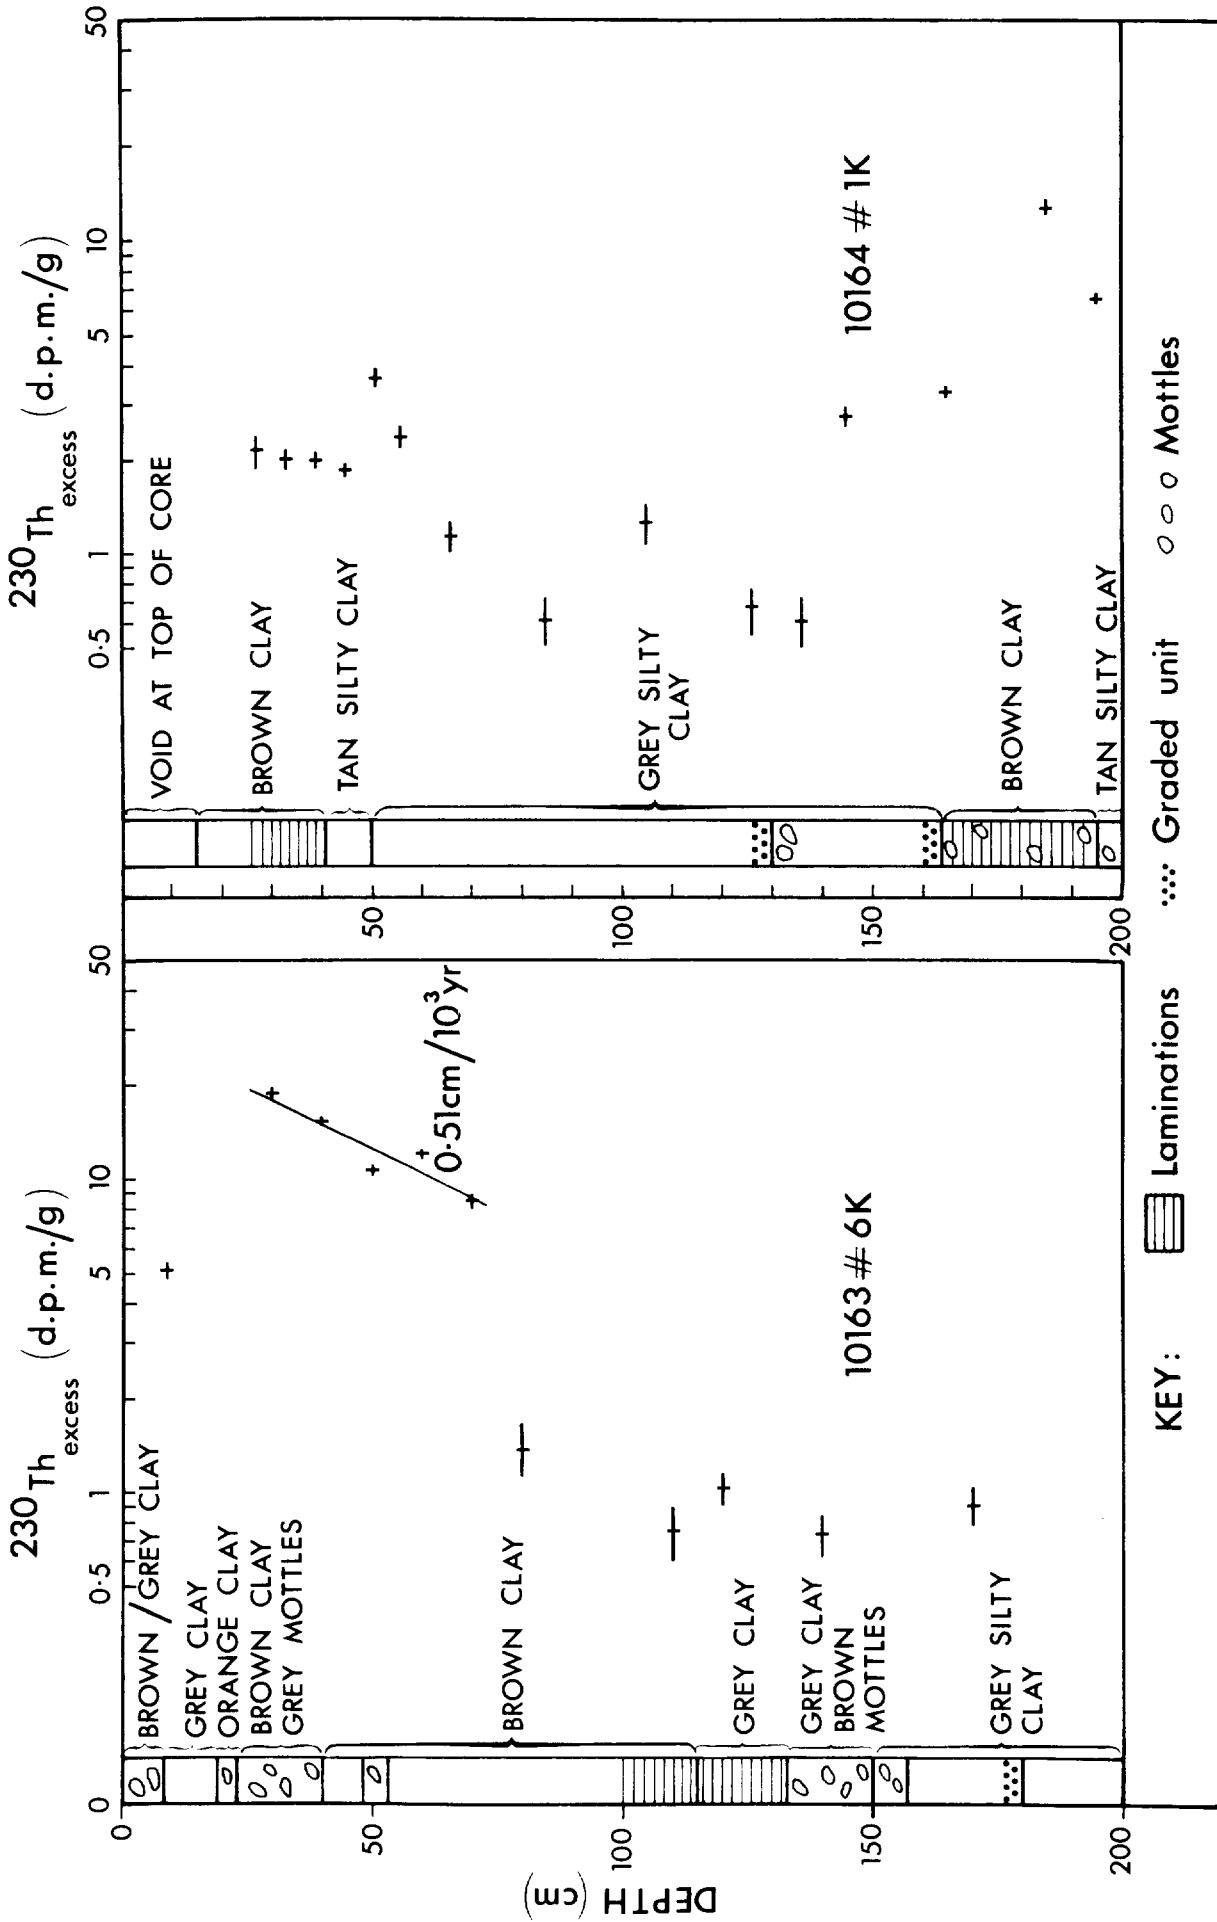 230Th excess (d.p.m./g)
0·5 1 5 10 50
BROWN/GREY CLAY
GREY CLAY
ORANGE CLAY
BROWN CLAY
GREY MOTTLES
BROWN CLAY
GREY CLAY
GREY CLAY
BROWN
MOTTLES
GREY SILTY
CLAY
0·51cm/10³yr
10163 # 6K
0
0
50
100
150
200
DEPTH
(cm)
230Th excess (d.p.m./g)
0·5 1 5 10 50
VOID AT TOP OF CORE
BROWN CLAY
TAN SILTY CLAY
GREY SILTY
CLAY
BROWN CLAY
TAN SILTY CLAY
10164 # 1K
50
100
150
200
KEY: Laminations Graded unit Mottles